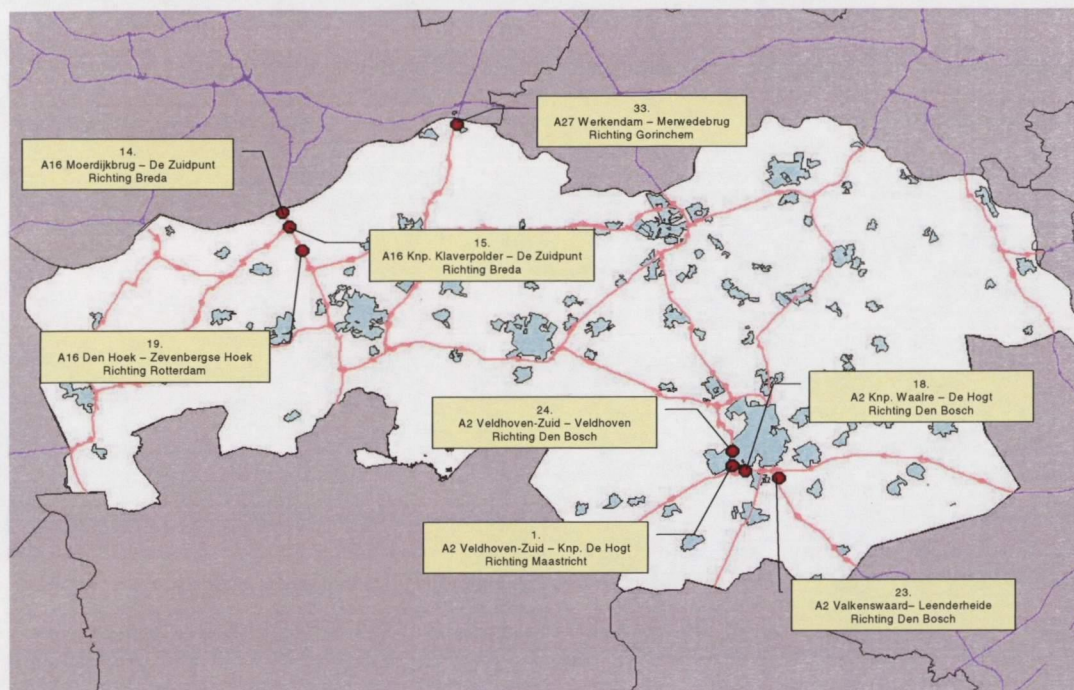 33.
A27 Werkendam – Merwedebrug
Richting Gorinchem
14.
A16 Moerdijkbrug – De Zuidpunt
Richting Breda
15.
A16 Knp. Klaverpolder – De Zuidpunt
Richting Breda
19.
A16 Den Hoek – Zevenbergse Hoek
Richting Rotterdam
18.
A2 Knp. Waalre – De Hogt
Richting Den Bosch
24.
A2 Veldhoven-Zuid – Veldhoven
Richting Den Bosch
1.
A2 Veldhoven-Zuid – Knp. De Hogt
Richting Maastricht
23.
A2 Valkenswaard– Leenderheide
Richting Den Bosch